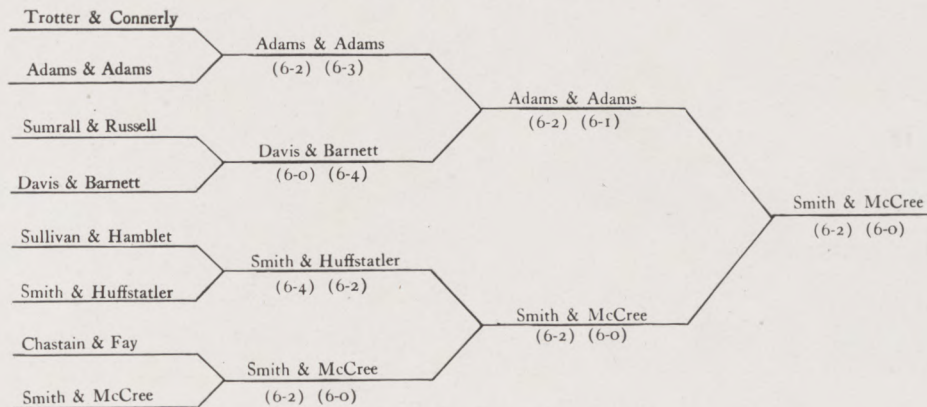 Trotter & Connerly
Adams & Adams
Sumrall & Russell
Davis & Barnett
Sullivan & Hamblet
Smith & Huffstatler
Chastain & Fay
Smith & McCree
Adams & Adams
(6-2) (6-3)
Davis & Barnett
(6-0) (6-4)
Smith & Huffstatler
(6-4) (6-2)
Smith & McCree
(6-2) (6-0)
Adams & Adams
(6-2) (6-1)
Smith & McCree
(6-2) (6-0)
Smith & McCree
(6-2) (6-0)